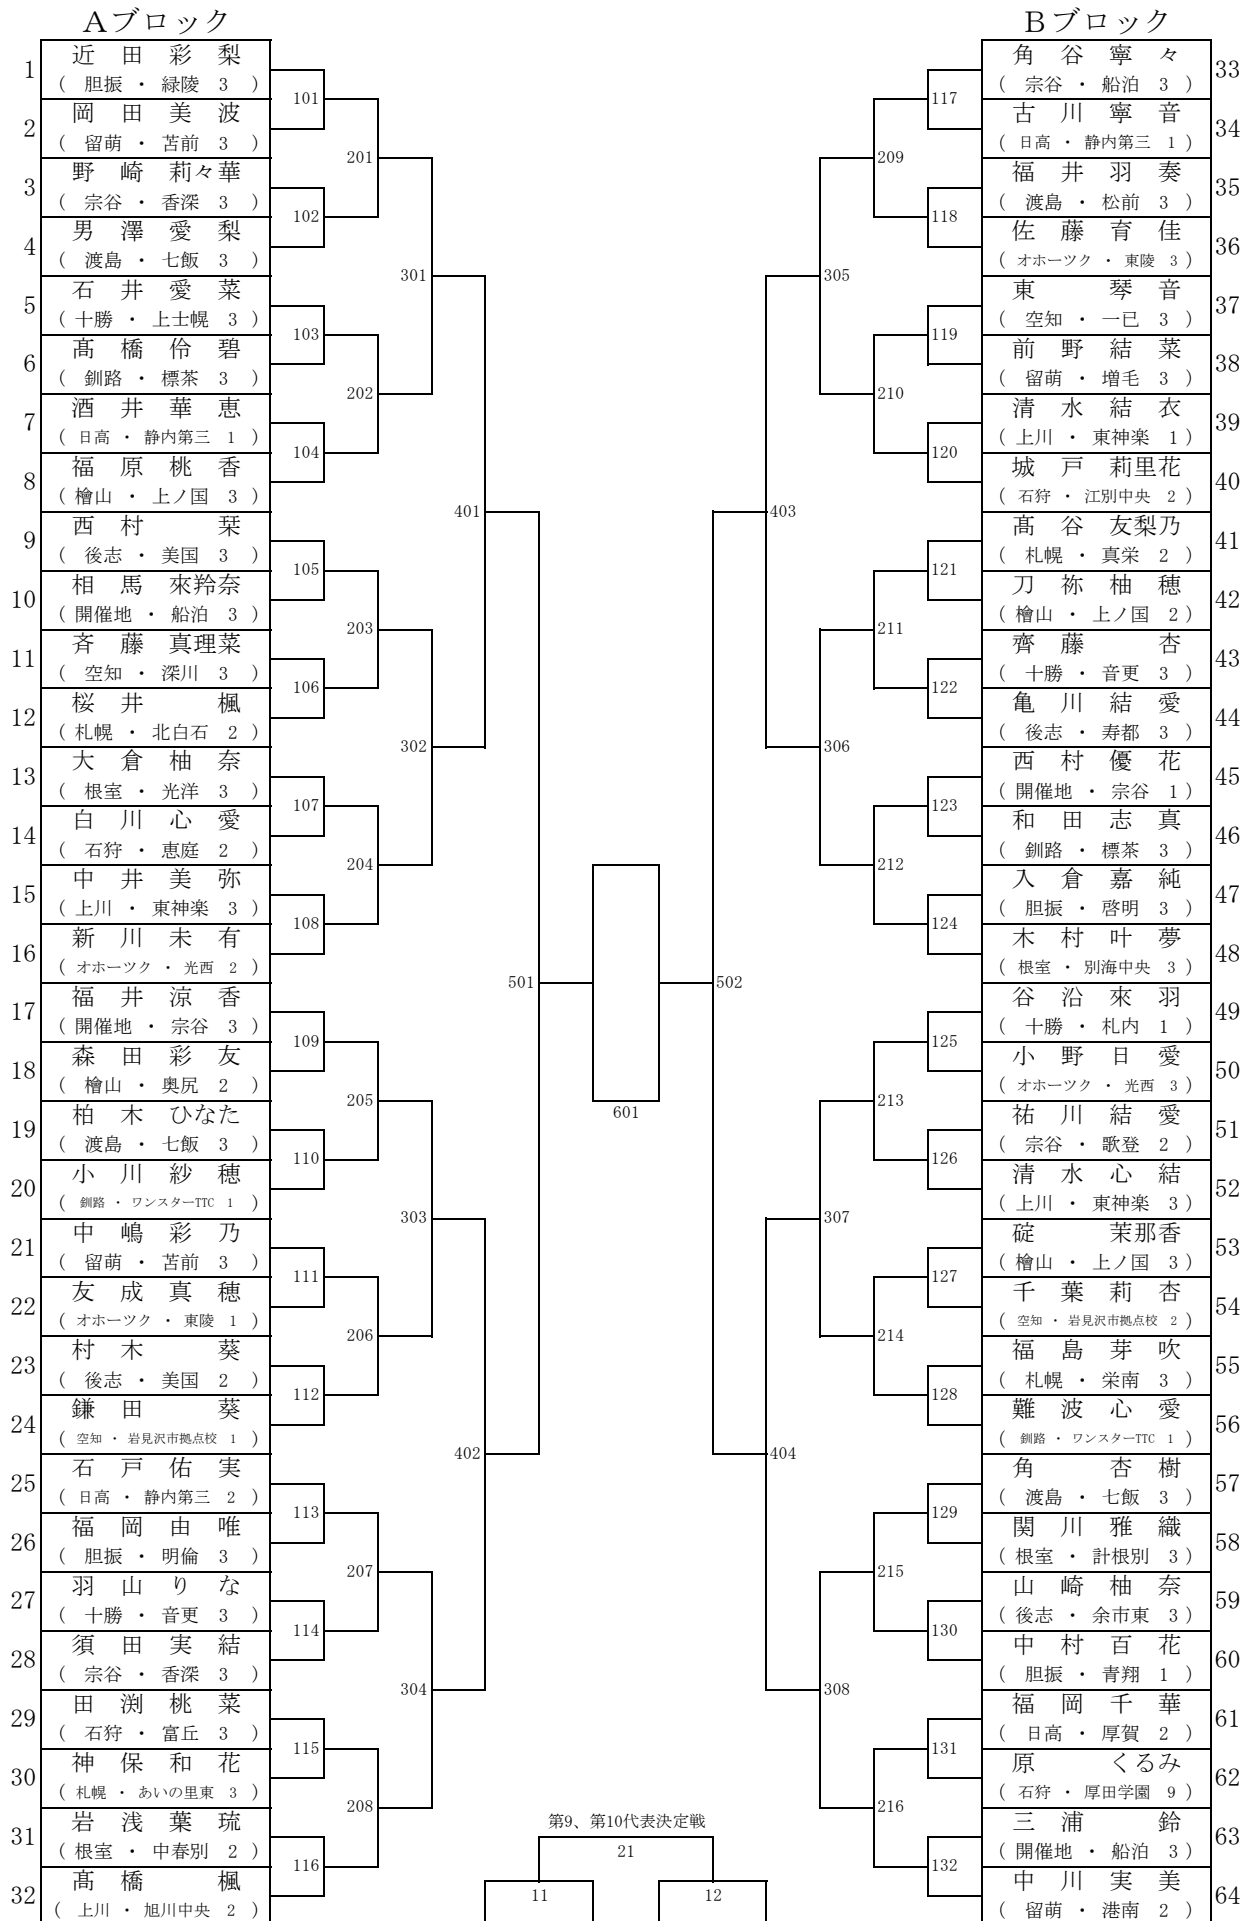 Aブロック
1
近田彩梨
(胆振・緑陵 3)
2
岡田美波
(留萌・苫前 3)
101
3
野崎莉々華
(宗谷・香深 3)
4
男澤愛梨
(渡島・七飯 3)
102
201
5
石井愛菜
(十勝・上士幌 3)
6
髙橋伶碧
(釧路・標茶 3)
103
7
酒井華恵
(日高・静内第三 1)
8
福原桃香
(檜山・上ノ国 3)
104
202
301
9
西村栞
(後志・美国 3)
10
相馬來羚奈
(開催地・船泊 3)
105
11
斉藤真理菜
(空知・深川 3)
12
桜井楓
(札幌・北白石 2)
106
203
13
大倉柚奈
(根室・光洋 3)
14
白川心愛
(石狩・恵庭 2)
107
15
中井美弥
(上川・東神楽 3)
16
新川未有
(オホーツク・光西 2)
108
204
302
401
17
福井涼香
(開催地・宗谷 3)
18
森田彩友
(檜山・奥尻 2)
109
19
柏木ひなた
(渡島・七飯 3)
20
小川紗穂
(釧路・ワンスターTTC 1)
110
205
21
中嶋彩乃
(留萌・苫前 3)
22
友成真穂
(オホーツク・東陵 1)
111
23
村木葵
(後志・美国 2)
24
鎌田葵
(空知・岩見沢市拠点校 1)
112
206
303
25
石戸佑実
(日高・静内第三 2)
26
福岡由唯
(胆振・明倫 3)
113
27
羽山りな
(十勝・音更 3)
28
須田実結
(宗谷・香深 3)
114
207
29
田渕桃菜
(石狩・富丘 3)
30
神保和花
(札幌・あいの里東 3)
115
31
岩浅葉琉
(根室・中春別 2)
32
髙橋楓
(上川・旭川中央 2)
116
208
304
402
501
601
502
Bブロック
角谷寧々
(宗谷・船泊 3)
33
古川寧音
(日高・静内第三 1)
34
117
福井羽奏
(渡島・松前 3)
35
佐藤育佳
(オホーツク・東陵 3)
36
118
209
東琴音
(空知・一已 3)
37
前野結菜
(留萌・増毛 3)
38
119
清水結衣
(上川・東神楽 1)
39
城戸莉里花
(石狩・江別中央 2)
40
120
210
305
髙谷友梨乃
(札幌・真栄 2)
41
刀祢柚穂
(檜山・上ノ国 2)
42
121
齊藤杏
(十勝・音更 3)
43
亀川結愛
(後志・寿都 3)
44
122
211
西村優花
(開催地・宗谷 1)
45
和田志真
(釧路・標茶 3)
46
123
入倉嘉純
(胆振・啓明 3)
47
木村叶夢
(根室・別海中央 3)
48
124
212
306
403
谷沿來羽
(十勝・札内 1)
49
小野日愛
(オホーツク・光西 3)
50
125
祐川結愛
(宗谷・歌登 2)
51
清水心結
(上川・東神楽 3)
52
126
213
碇茉那香
(檜山・上ノ国 3)
53
千葉莉杏
(空知・岩見沢市拠点校 2)
54
127
福島芽吹
(札幌・栄南 3)
55
難波心愛
(釧路・ワンスターTTC 1)
56
128
214
307
角杏樹
(渡島・七飯 3)
57
関川雅織
(根室・計根別 3)
58
129
山崎柚奈
(後志・余市東 3)
59
中村百花
(胆振・青翔 1)
60
130
215
福岡千華
(日高・厚賀 2)
61
原くるみ
(石狩・厚田学園 9)
62
131
三浦鈴
(開催地・船泊 3)
63
中川実美
(留萌・港南 2)
64
132
216
308
404
第9、第10代表決定戦
21
11
12